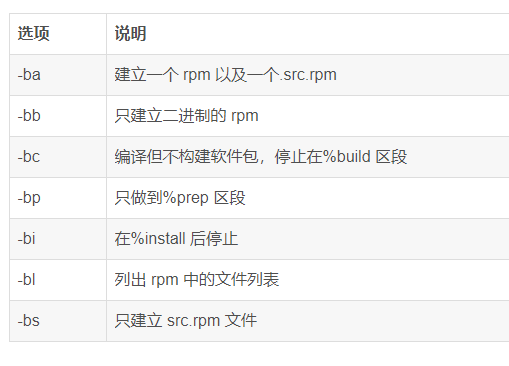 选项 说明
-ba 建立一个 rpm 以及一个.src.rpm
-bb 只建立二进制的 rpm
-bc 编译但不构建软件包，停止在%build 区段
-bp 只做到%prep 区段
-bi 在%install 后停止
-bl 列出 rpm 中的文件列表
-bs 只建立 src.rpm 文件